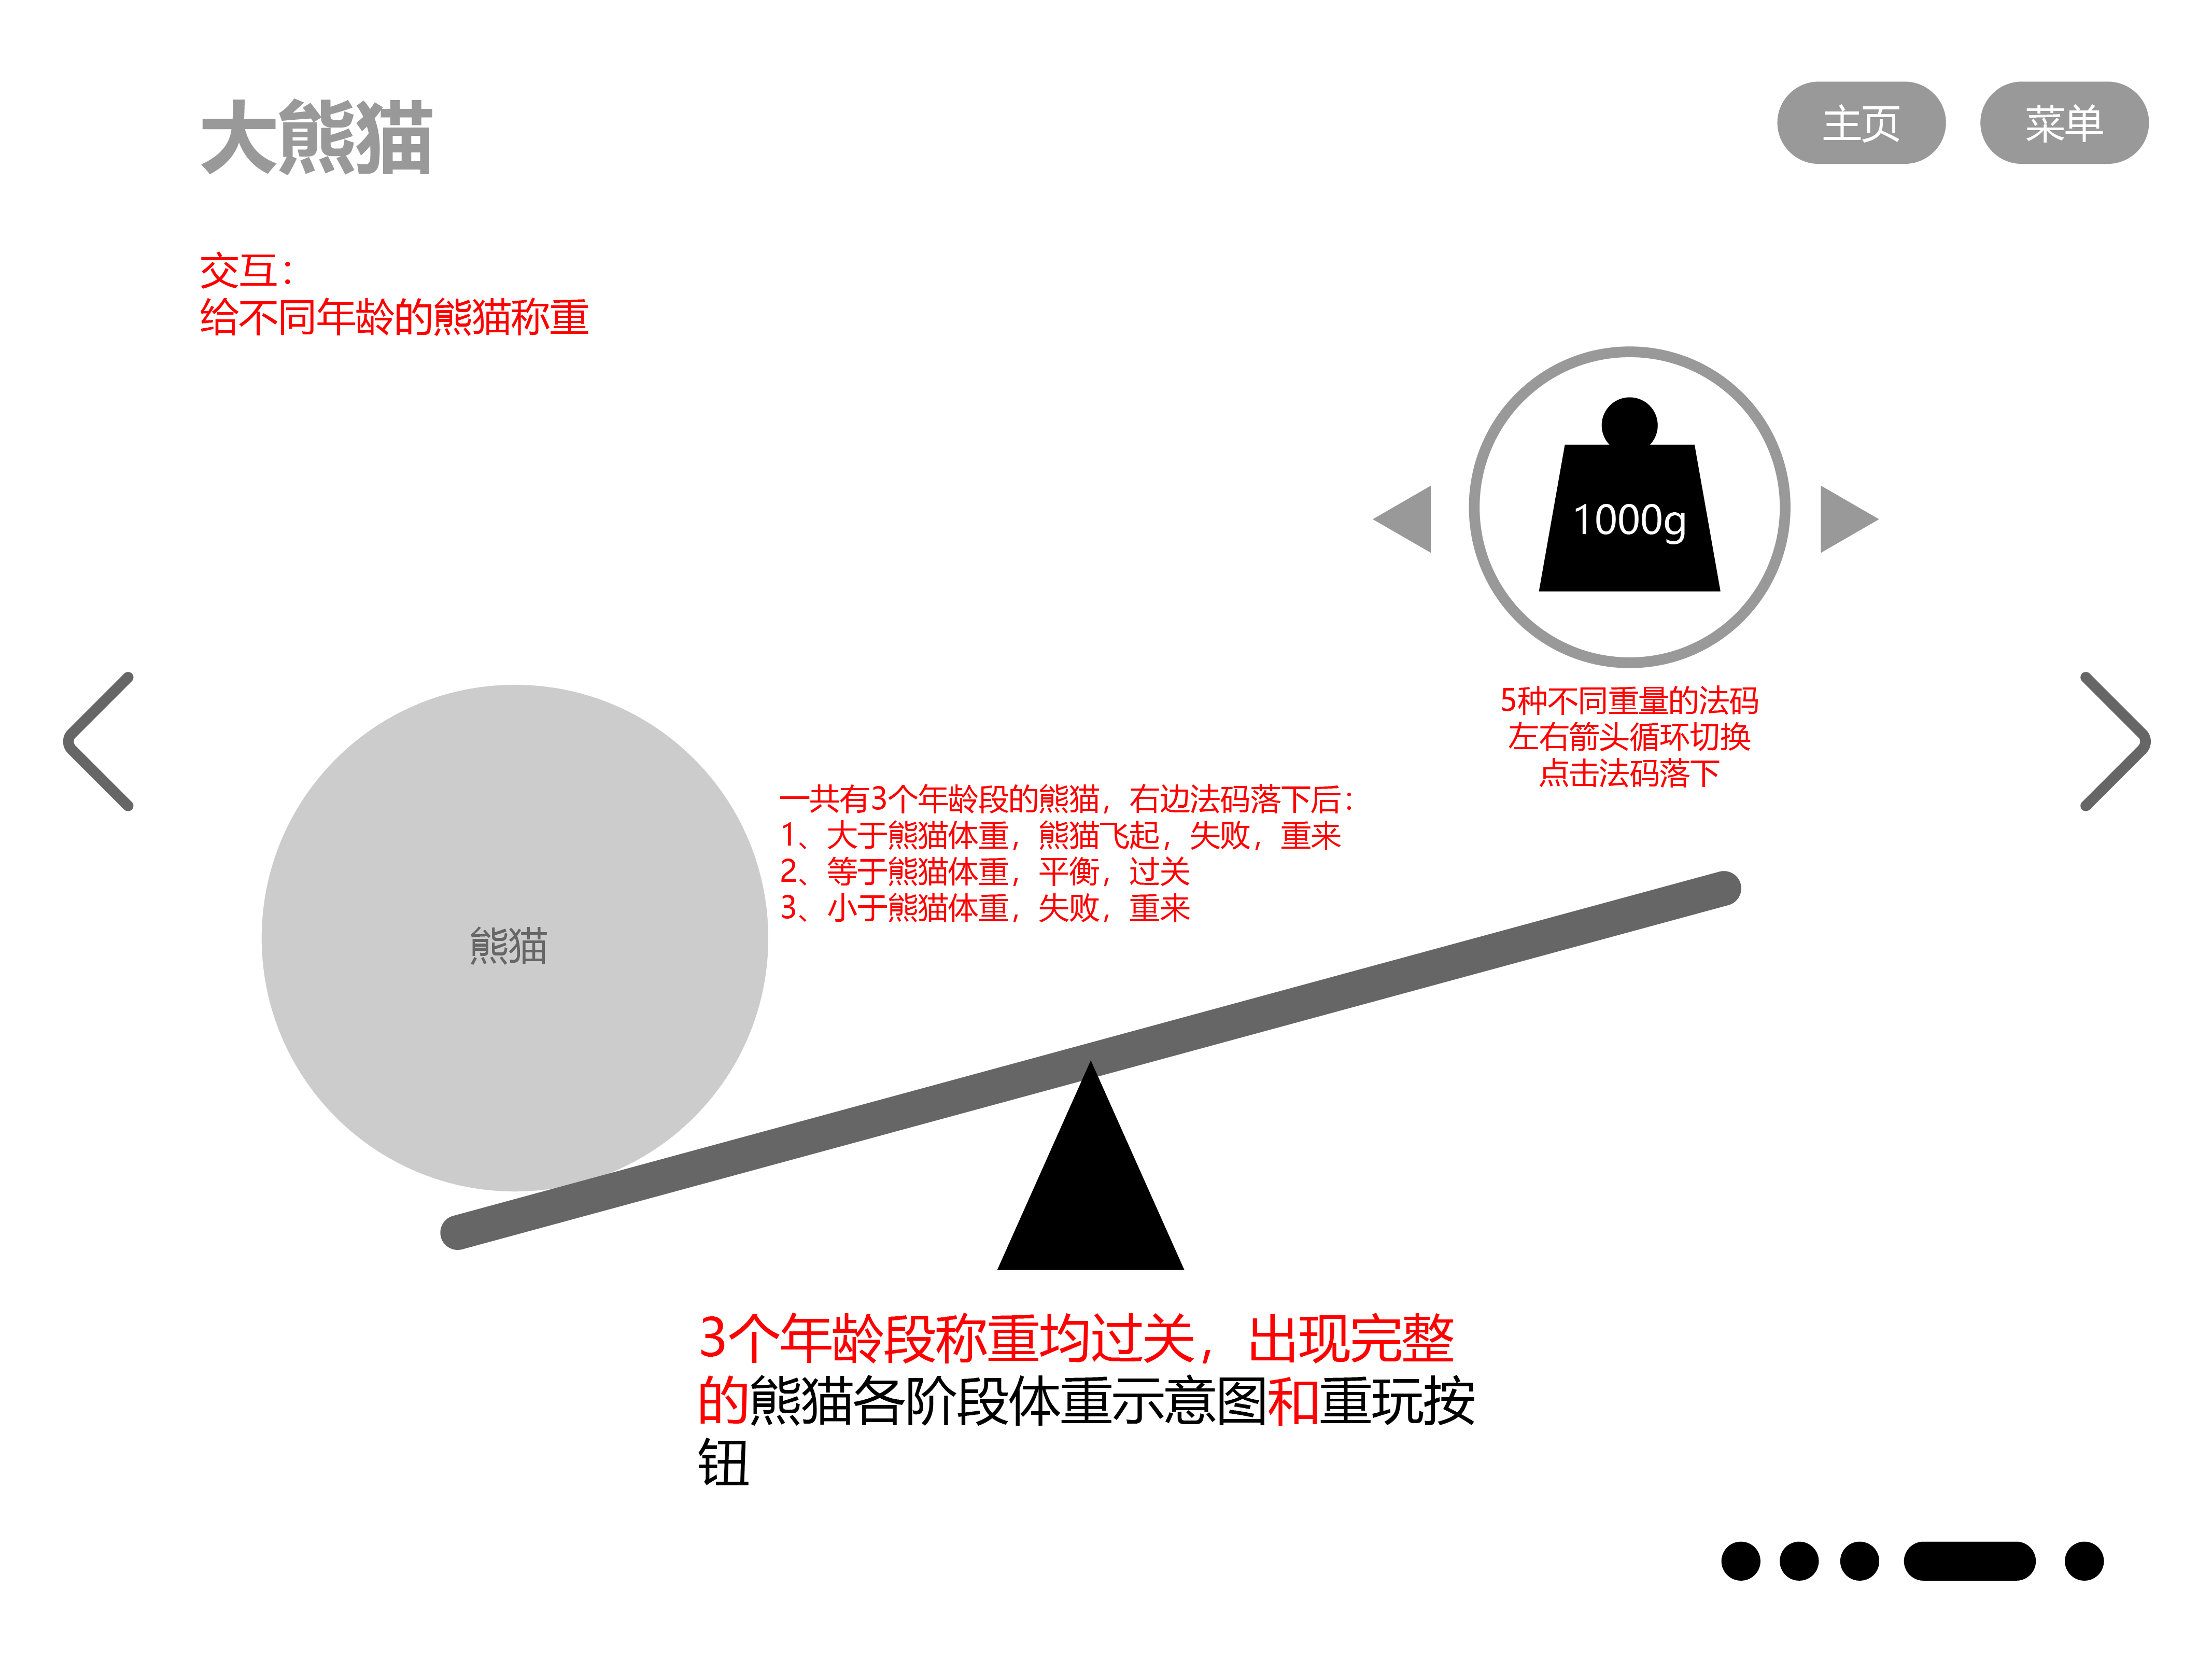 大熊猫
主页
菜单
交互：
给不同年龄的熊猫称重
1000g
5种不同重量的法码
左右箭头循环切换
点击法码落下
一共有3个年龄段的熊猫，右边法码落下后：
1、大于熊猫体重，熊猫飞起，失败，重来
2、等于熊猫体重，平衡，过关
3、小于熊猫体重，失败，重来
熊猫
3个年龄段称重均过关，出现完整
的熊猫各阶段体重示意图和重玩按
钮